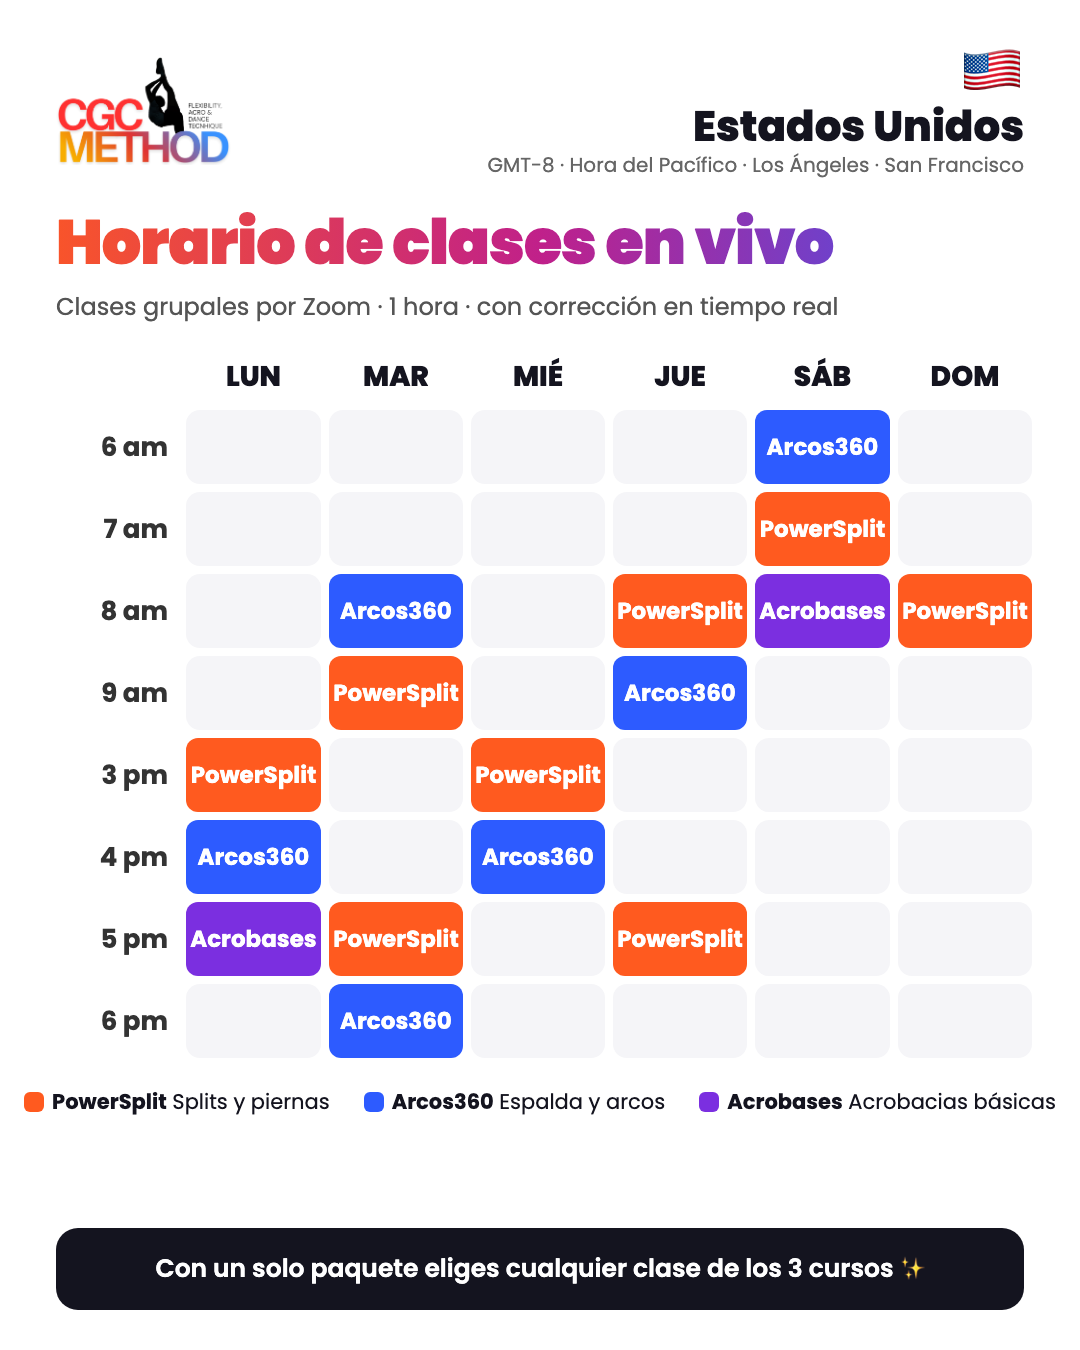 CGC
METHOD
FLEXIBILITY,
ACRO &
DANCE
TECNHIQUE
Estados Unidos
GMT-8 · Hora del Pacífico · Los Ángeles · San Francisco
Horario de clases en vivo
Clases grupales por Zoom · 1 hora · con corrección en tiempo real
LUN MAR MIÉ JUE SÁB DOM
6 am Arcos360
7 am PowerSplit
8 am Arcos360 PowerSplit Acrobases PowerSplit
9 am PowerSplit Arcos360
3 pm PowerSplit PowerSplit
4 pm Arcos360 Arcos360
5 pm Acrobases PowerSplit PowerSplit
6 pm Arcos360
PowerSplit Splits y piernas Arcos360 Espalda y arcos Acrobases Acrobacias básicas
Con un solo paquete eliges cualquier clase de los 3 cursos ✨